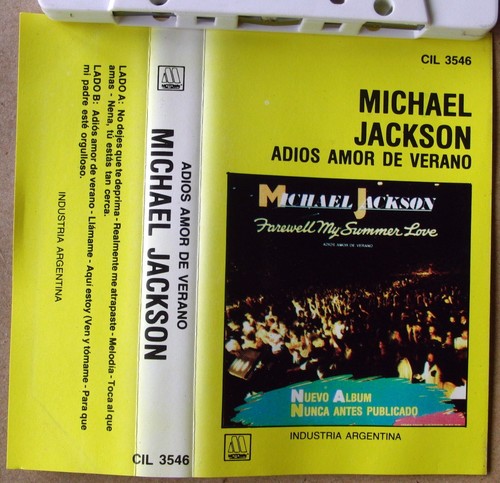 LADO A: No dejes que te deprima - Realmente me atrapaste - Melodía - Toca al que
amas - Nena, tú estás tan cerca.
LADO B: Adiós amor de verano - Llámame - Aquí estoy (Ven y tómame - Para que
mi padre esté orgulloso.
INDUSTRIA ARGENTINA
MOTOWN
ADIOS AMOR DE VERANO
MICHAEL JACKSON
CIL 3546
MOTOWN
CIL 3546
MICHAEL
JACKSON
ADIOS AMOR DE VERANO
MICHAEL JACKSON
Farewell My Summer Love
ADIOS AMOR DE VERANO
NUEVO ALBUM
NUNCA ANTES PUBLICADO
INDUSTRIA ARGENTINA